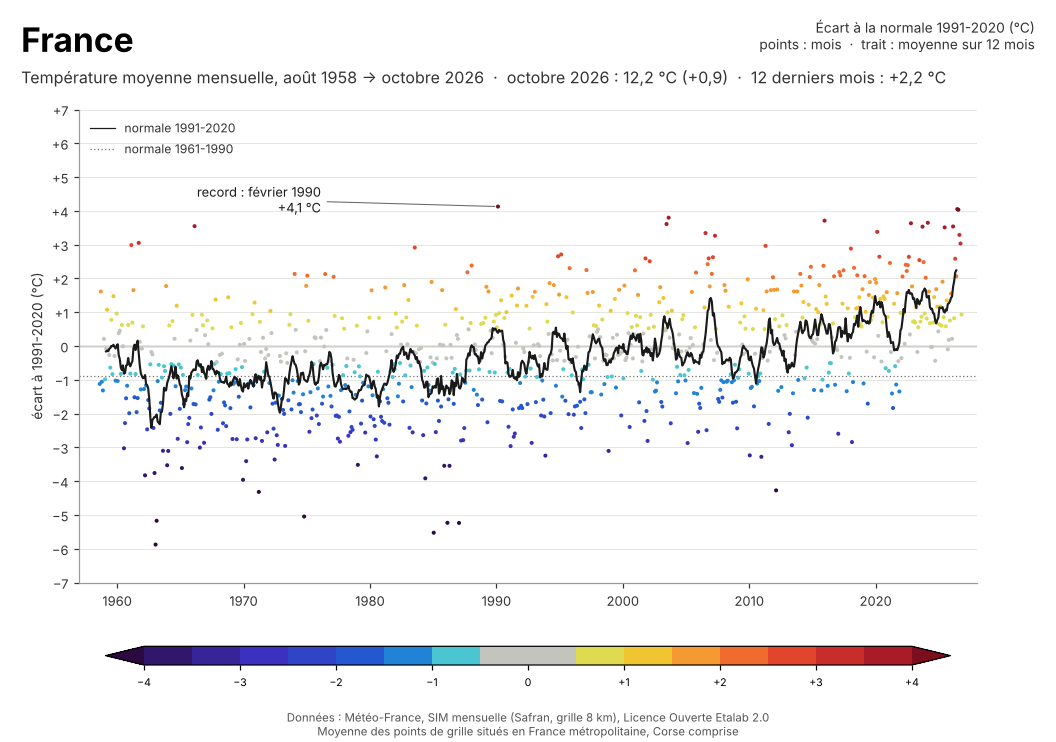 France
Écart à la normale 1991-2020 (°C)
points : mois · trait : moyenne sur 12 mois
Température moyenne mensuelle, août 1958 → octobre 2026 · octobre 2026 : 12,2 °C (+0,9) · 12 derniers mois : +2,2 °C
écart à 1991-2020 (°C)
+7
+6
+5
+4
+3
+2
+1
0
−1
−2
−3
−4
−5
−6
−7
normale 1991-2020
normale 1961-1990
record : février 1990
+4,1 °C
1960 1970 1980 1990 2000 2010 2020
−4 −3 −2 −1 0 +1 +2 +3 +4
Données : Météo-France, SIM mensuelle (Safran, grille 8 km), Licence Ouverte Etalab 2.0
Moyenne des points de grille situés en France métropolitaine, Corse comprise